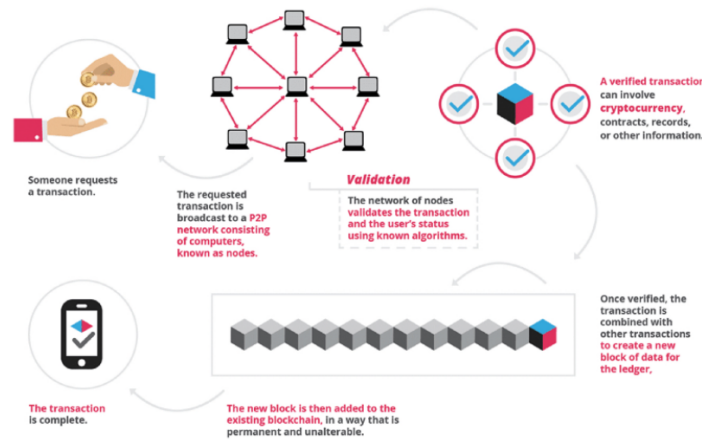 Someone requests
a transaction.
The requested
transaction is
broadcast to a P2P
network consisting
of computers,
known as nodes.
Validation
The network of nodes
validates the transaction
and the user's status
using known algorithms.
A verified transaction
can involve
cryptocurrency,
contracts, records,
or other information.
Once verified, the
transaction is
combined with
other transactions
to create a new
block of data for
the ledger,
The new block is then added to the
existing blockchain, in a way that is
permanent and unalterable.
The transaction
is complete.